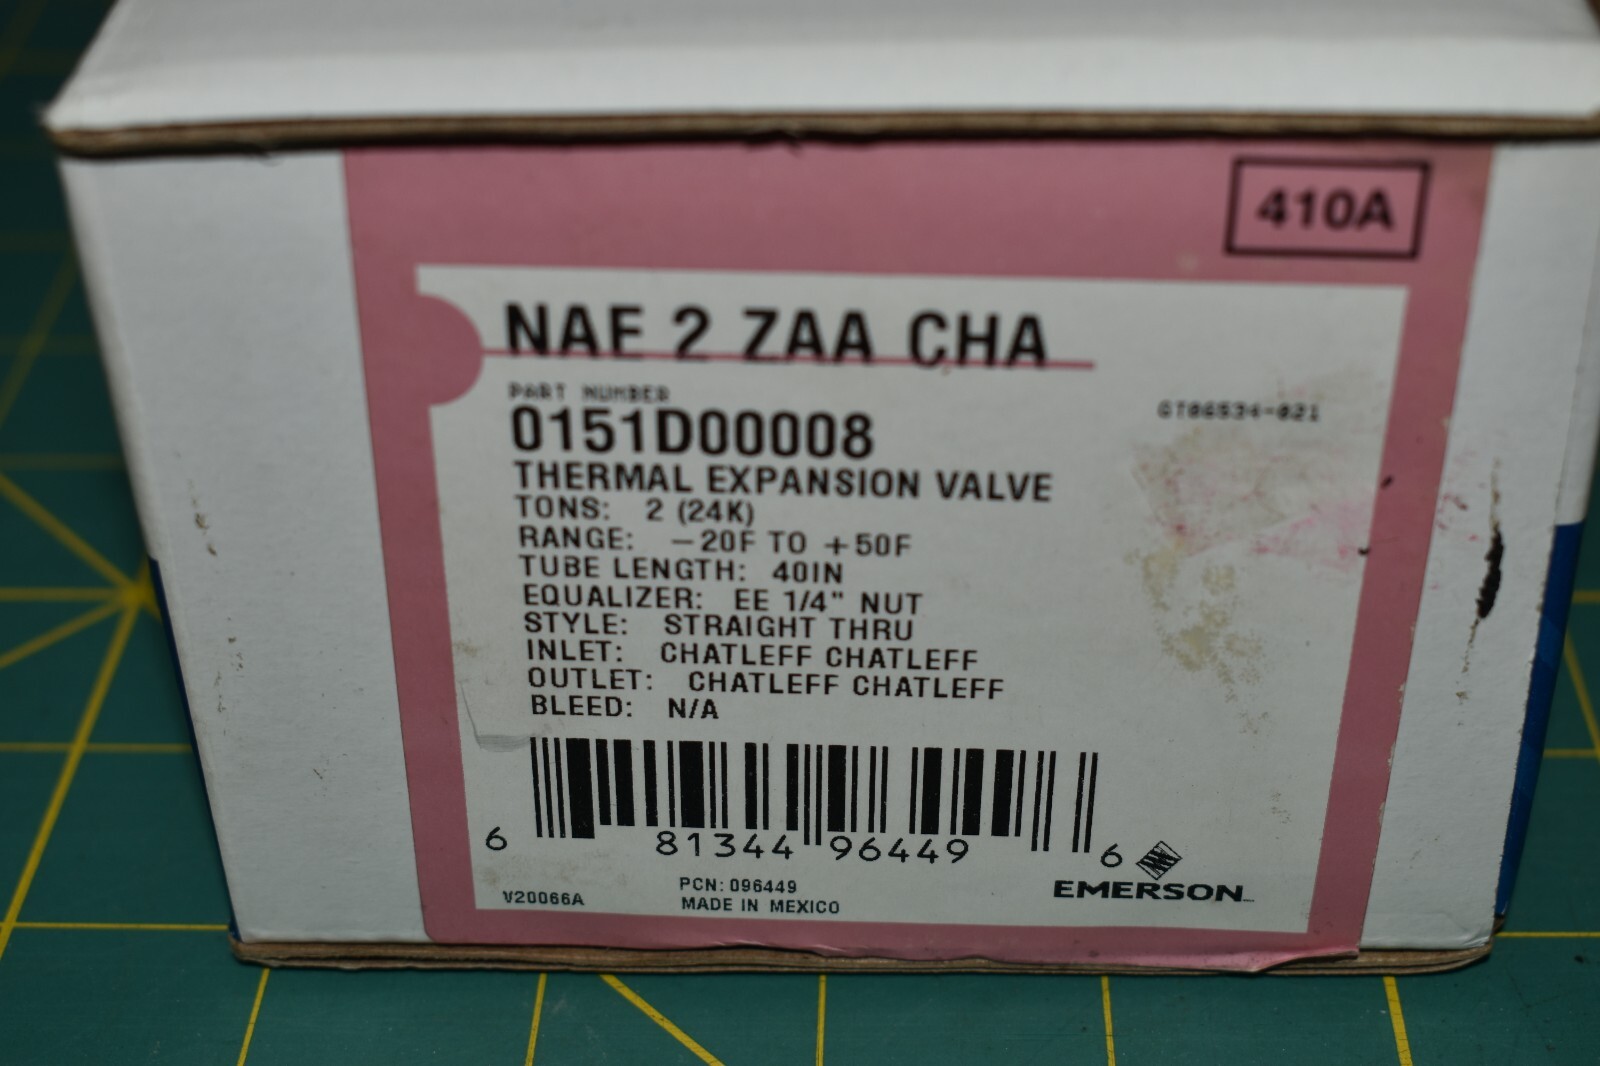 410A
NAE 2 ZAA CHA
PART NUMBER
0151D00008
GT06534-021
THERMAL EXPANSION VALVE
TONS: 2 (24K)
RANGE: -20F TO +50F
TUBE LENGTH: 40IN
EQUALIZER: EE 1/4" NUT
STYLE: STRAIGHT THRU
INLET: CHATLEFF CHATLEFF
OUTLET: CHATLEFF CHATLEFF
BLEED: N/A
6 81344 96449 6
PCN: 096449
V20066A MADE IN MEXICO
EMERSON